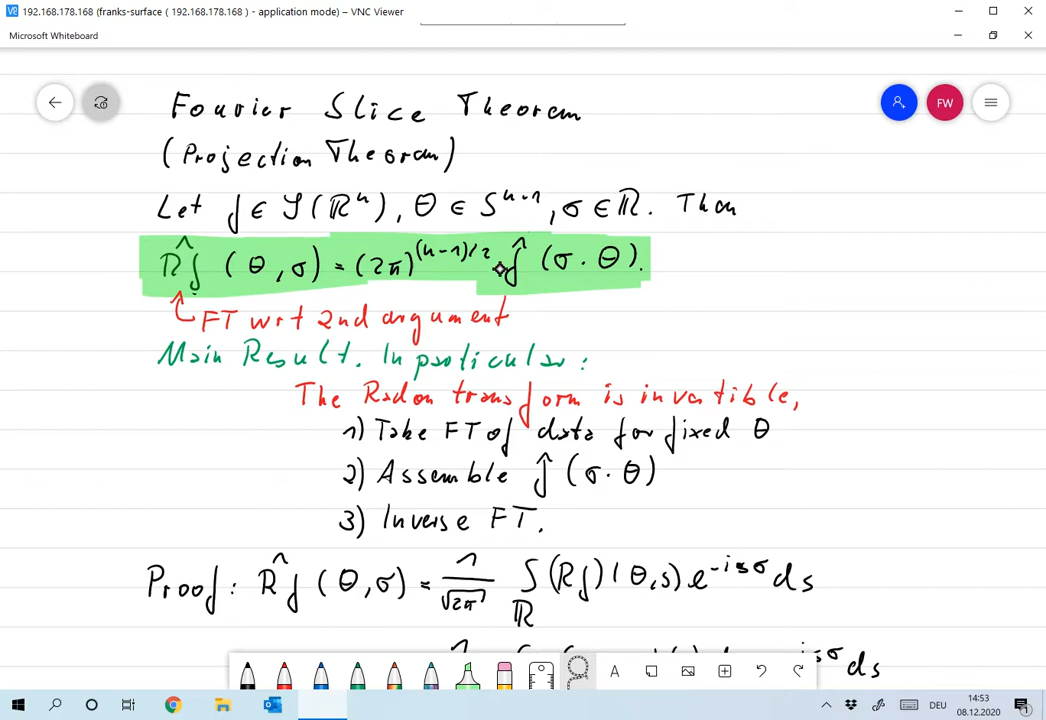 192.168.178.168 (franks-surface ( 192.168.178.168 ) - application mode) – VNC Viewer
Microsoft Whiteboard
Fourier Slice Theorem
(Projection Theorem)
Let f ∈ S(ℝⁿ), θ ∈ Sⁿ⁻¹, σ ∈ ℝ. Then
R̂f (θ, σ) = (2π)^{(n-1)/2} f̂ (σ · θ).
FT wrt 2nd argument
Main Result. In particular:
The Radon transform is invertible,
1) Take FT of data for fixed θ
2) Assemble f̂ (σ · θ)
3) Inverse FT.
FW
Proof: R̂f (θ, σ) = 1/√2π ∫_ℝ (Rf)(θ,s) e^{-isσ} ds
A
DEU
14:53
08.12.2020